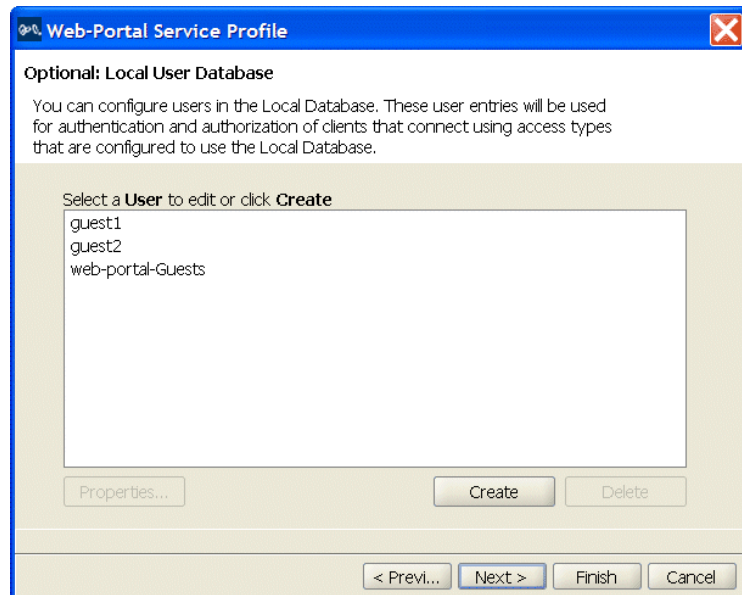 Web-Portal Service Profile
Optional: Local User Database
You can configure users in the Local Database. These user entries will be used
for authentication and authorization of clients that connect using access types
that are configured to use the Local Database.
Select a User to edit or click Create
guest1
guest2
web-portal-Guests
Properties... Create Delete
< Previ... Next > Finish Cancel